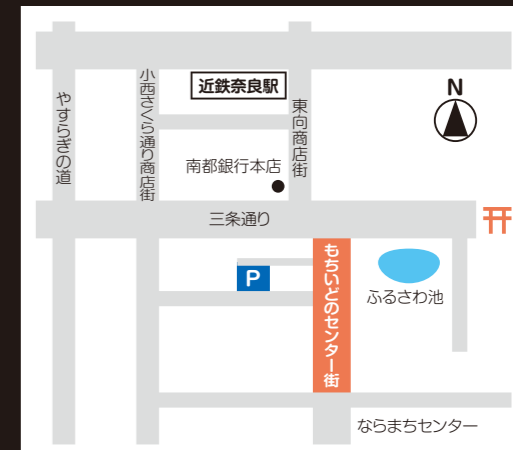 近鉄奈良駅
N
小西さくら通り商店街
やすらぎの道
東向商店街
南都銀行本店
三条通り
もちいどのセンター街
P
ふるさわ池
ならまちセンター